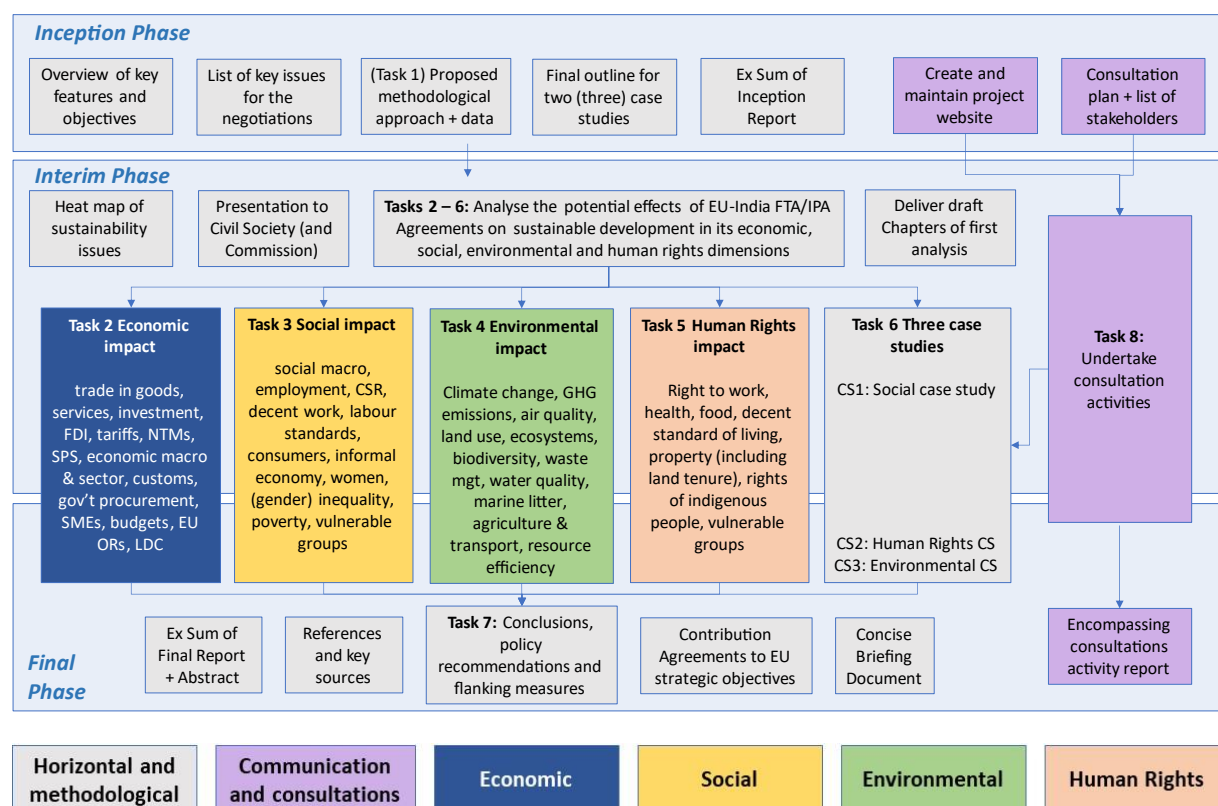 Inception Phase
Overview of key
features and
objectives
List of key issues
for the
negotiations
(Task 1) Proposed
methodological
approach + data
Final outline for
two (three) case
studies
Ex Sum of
Inception
Report
Create and
maintain project
website
Consultation
plan + list of
stakeholders
Interim Phase
Heat map of
sustainability
issues
Presentation to
Civil Society (and
Commission)
Tasks 2 – 6: Analyse the potential effects of EU-India FTA/IPA
Agreements on sustainable development in its economic,
social, environmental and human rights dimensions
Deliver draft
Chapters of first
analysis
Task 2 Economic
impact
trade in goods,
services, investment,
FDI, tariffs, NTMs,
SPS, economic macro
& sector, customs,
gov't procurement,
SMEs, budgets, EU
ORs, LDC
Task 3 Social impact
social macro,
employment, CSR,
decent work, labour
standards,
consumers, informal
economy, women,
(gender) inequality,
poverty, vulnerable
groups
Task 4 Environmental
impact
Climate change, GHG
emissions, air quality,
land use, ecosystems,
biodiversity, waste
mgt, water quality,
marine litter,
agriculture &
transport, resource
efficiency
Task 5 Human Rights
impact
Right to work,
health, food, decent
standard of living,
property (including
land tenure), rights
of indigenous
people, vulnerable
groups
Task 6 Three case
studies
CS1: Social case study
CS2: Human Rights CS
CS3: Environmental CS
Task 8:
Undertake
consultation
activities
Final
Phase
Ex Sum of
Final Report
+ Abstract
References
and key
sources
Task 7: Conclusions,
policy
recommendations and
flanking measures
Contribution
Agreements to EU
strategic objectives
Concise
Briefing
Document
Encompassing
consultations
activity report
Horizontal and
methodological
Communication
and consultations
Economic
Social
Environmental
Human Rights